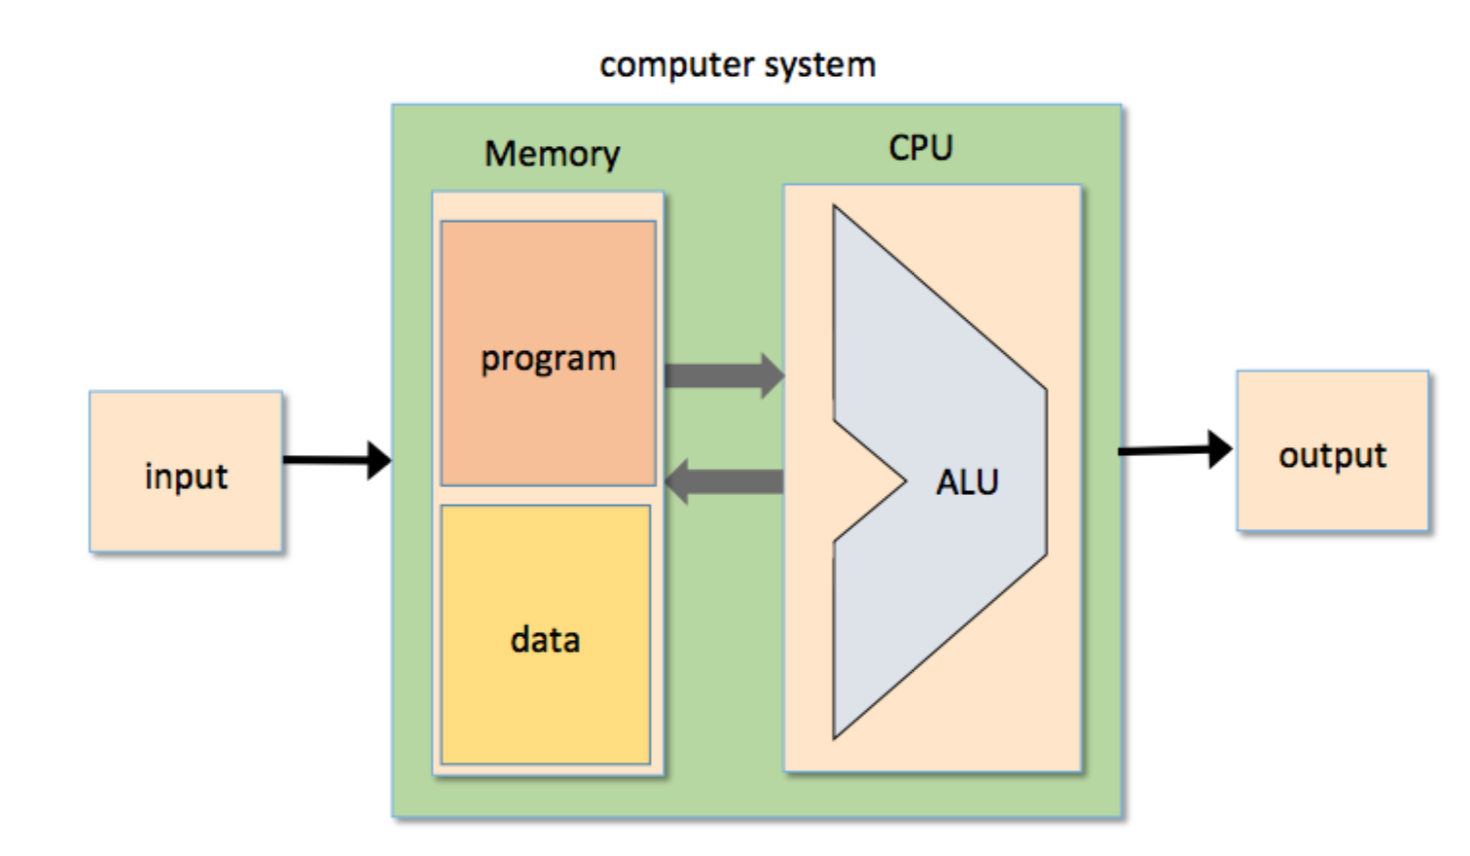 computer system
Memory
CPU
program
input
ALU
output
data